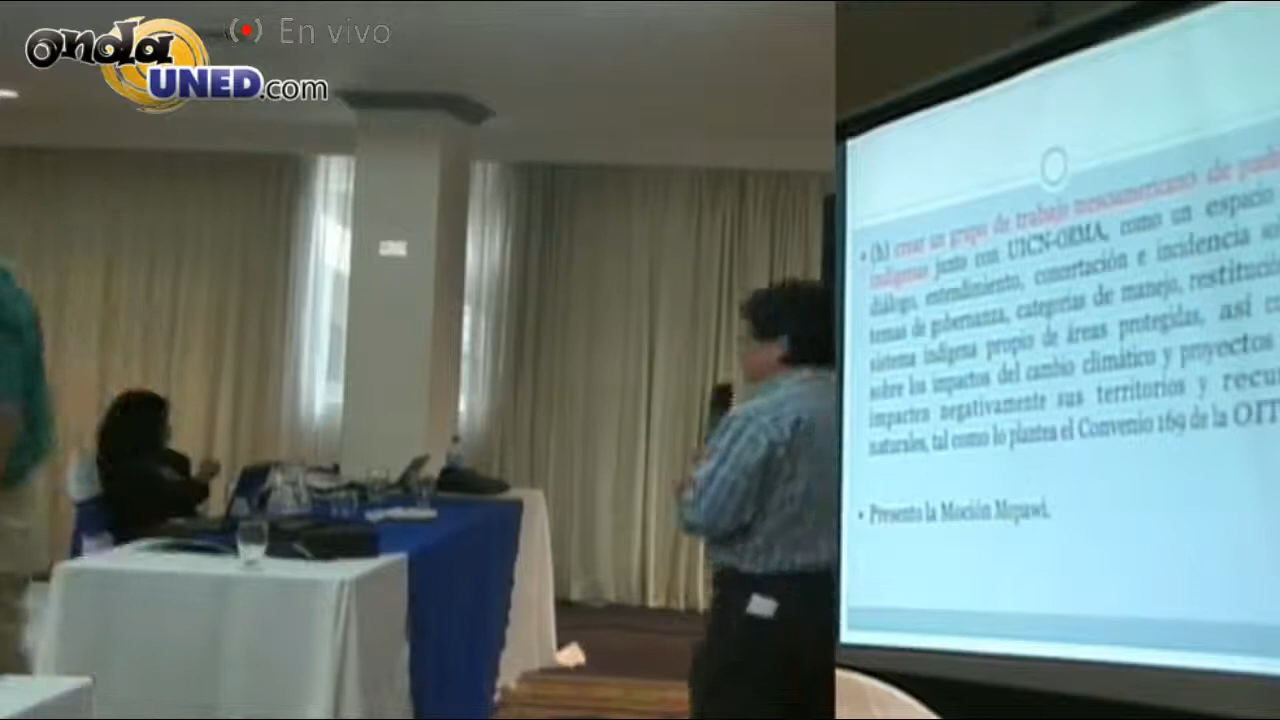 onda
UNED.com
En vivo
• (h) crear un grupo de trabajo mesoamericano de
indígenas junto con UICN-ORMA, como un espacio
diálogo, entendimiento, concertación e incidencia
temas de gobernanza, categorías de manejo,
sistema indígena propio de áreas protegidas, así
sobre los impactos del cambio climático y proyectos
impacten negativamente sus territorios y
naturales, tal como lo plantea el Convenio 169 de la
• Presento la Moción Mepawi.